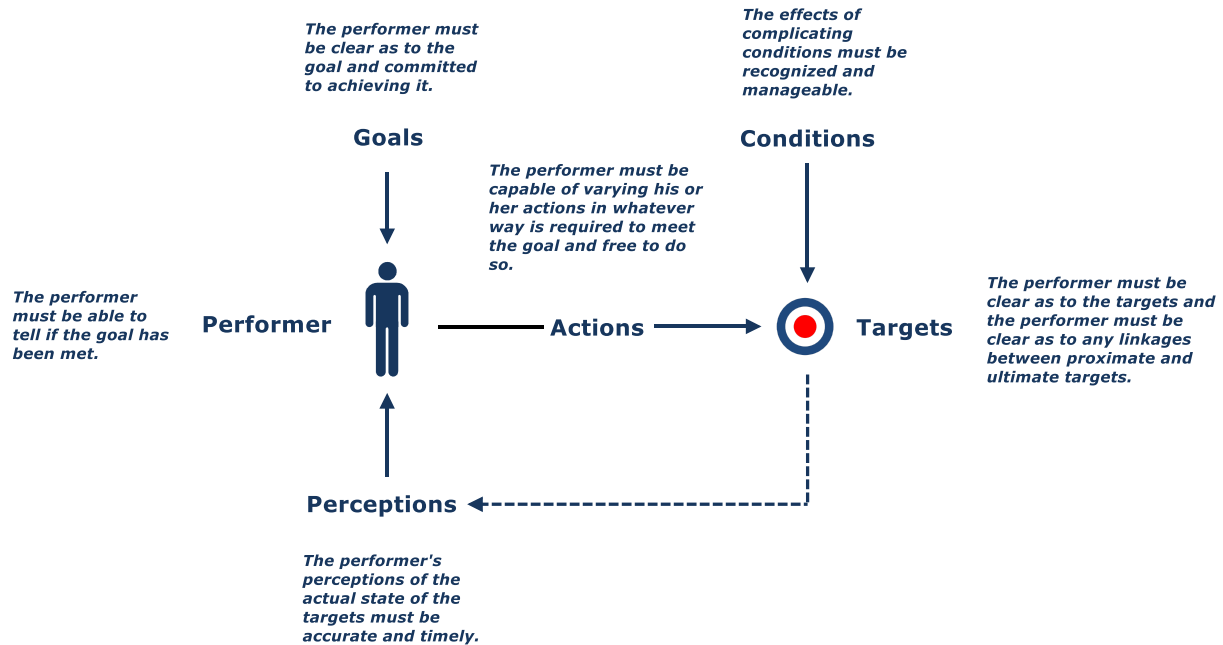 The performer must
be clear as to the
goal and committed
to achieving it.
Goals
The effects of
complicating
conditions must be
recognized and
manageable.
Conditions
The performer must be
capable of varying his or
her actions in whatever
way is required to meet
the goal and free to do
so.
The performer
must be able to
tell if the goal has
been met.
Performer
Actions
Targets
The performer must be
clear as to the targets and
the performer must be
clear as to any linkages
between proximate and
ultimate targets.
Perceptions
The performer's
perceptions of the
actual state of the
targets must be
accurate and timely.